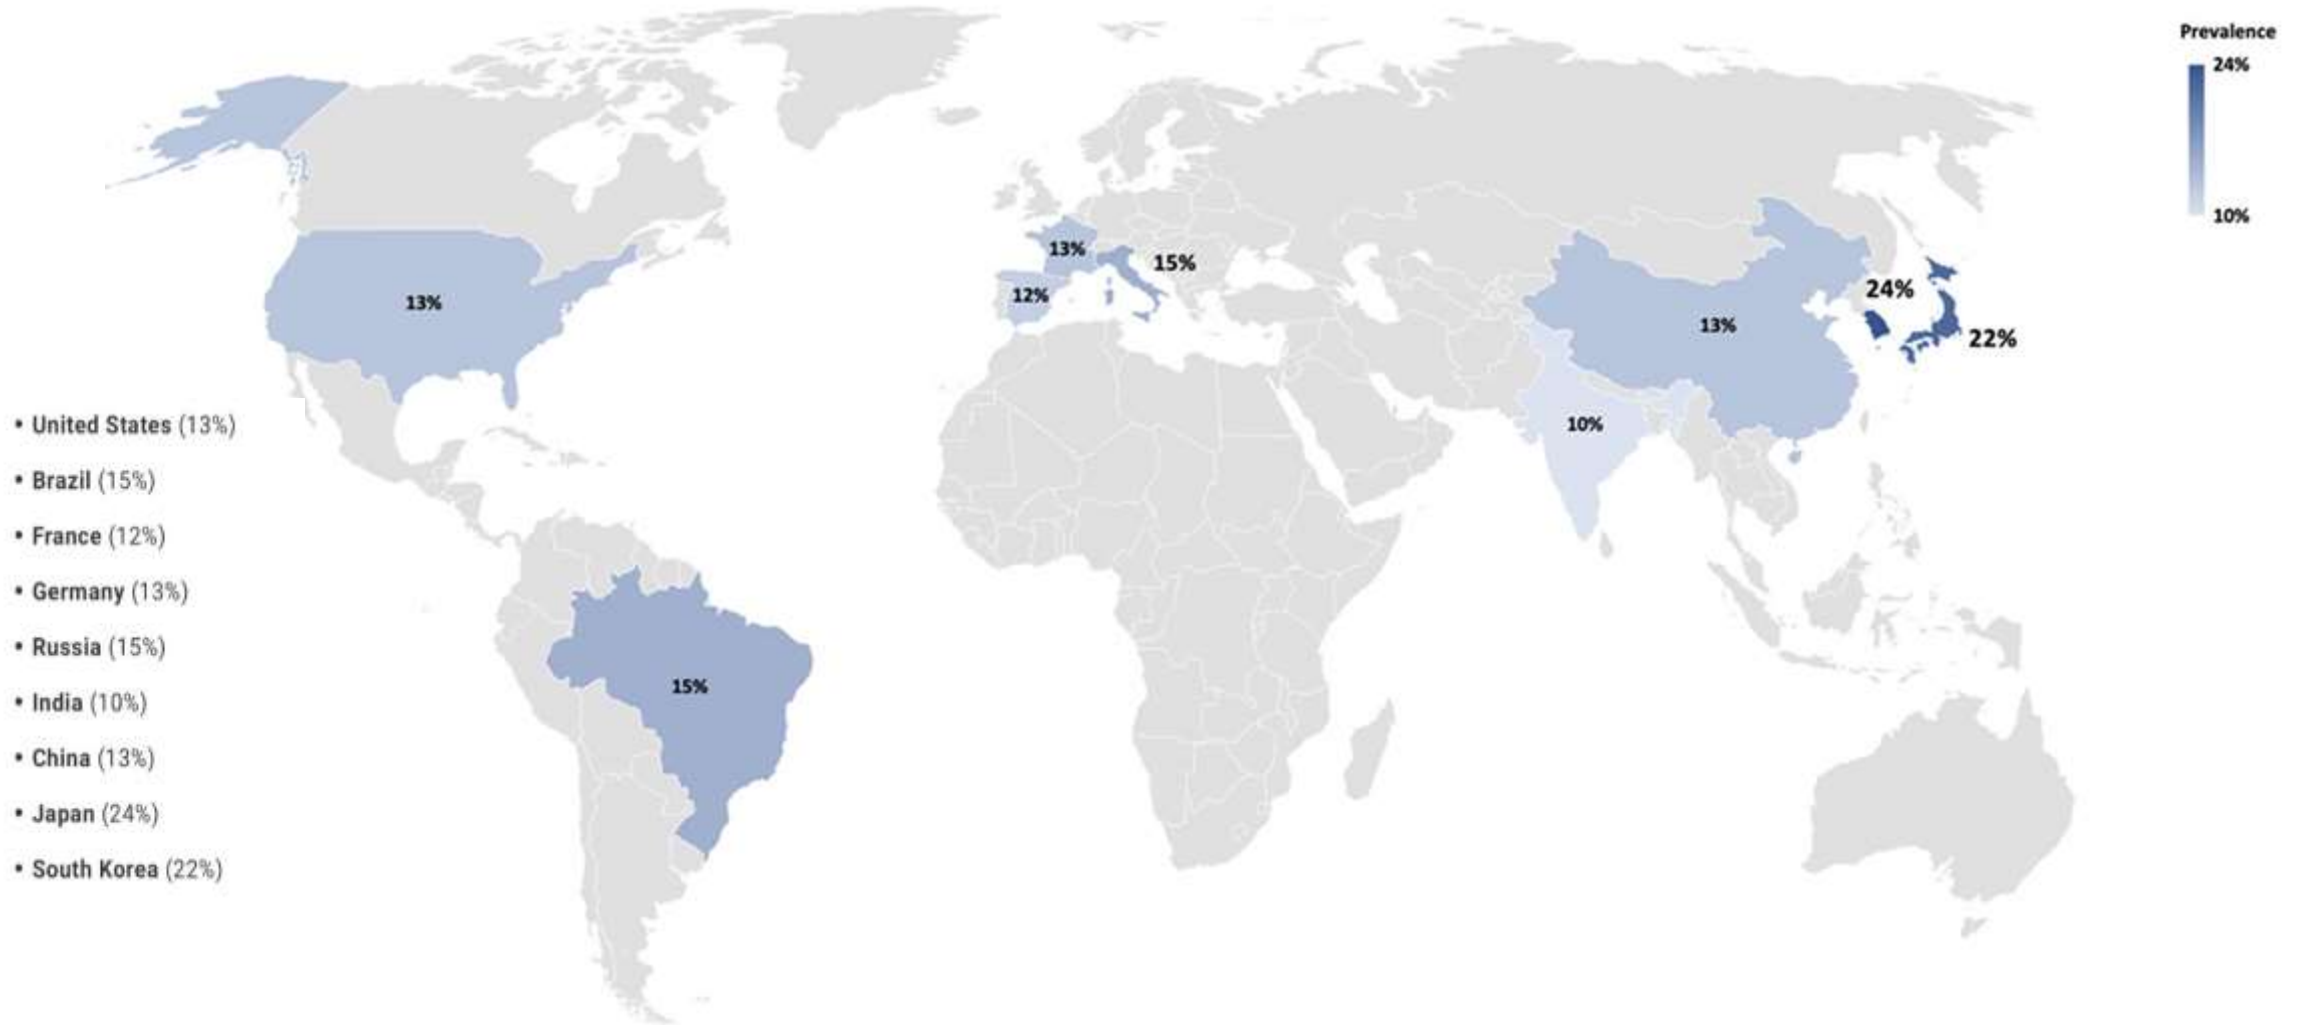 Prevalence
24%
10%
13%
13%
15%
12%
24%
13%
22%
10%
15%
• United States (13%)
• Brazil (15%)
• France (12%)
• Germany (13%)
• Russia (15%)
• India (10%)
• China (13%)
• Japan (24%)
• South Korea (22%)